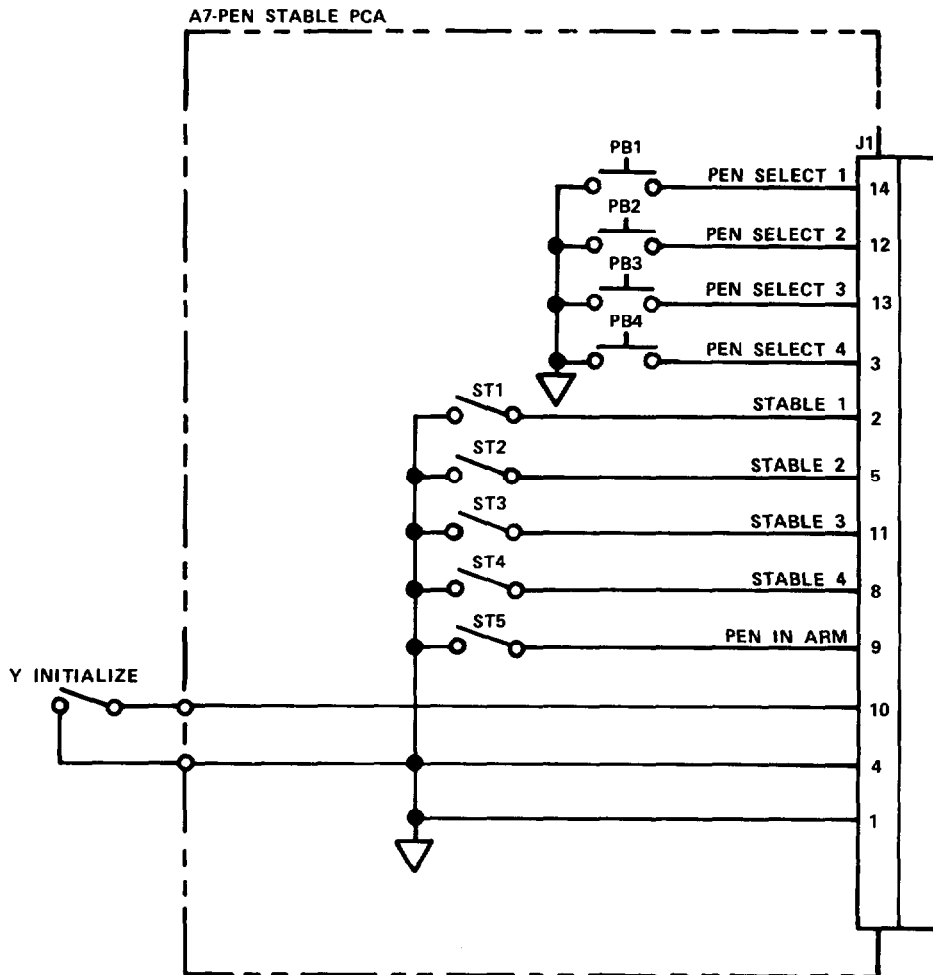 A7-PEN STABLE PCA
J1
PB1
PEN SELECT 1
14
PB2
PEN SELECT 2
12
PB3
PEN SELECT 3
13
PB4
PEN SELECT 4
3
ST1
STABLE 1
2
ST2
STABLE 2
5
ST3
STABLE 3
11
ST4
STABLE 4
8
ST5
PEN IN ARM
9
Y INITIALIZE
10
4
1